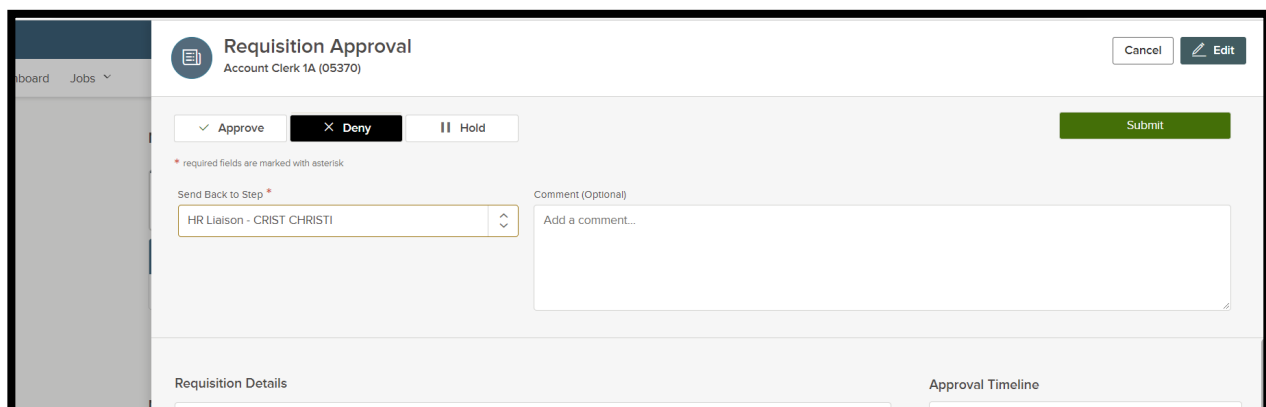 Requisition Approval
Account Clerk 1A (05370)
Cancel
Edit
Jobs
Approve
Deny
Hold
Submit
* required fields are marked with asterisk
Send Back to Step *
Comment (Optional)
HR Liaison - CRIST CHRISTI
Add a comment...
Requisition Details
Approval Timeline